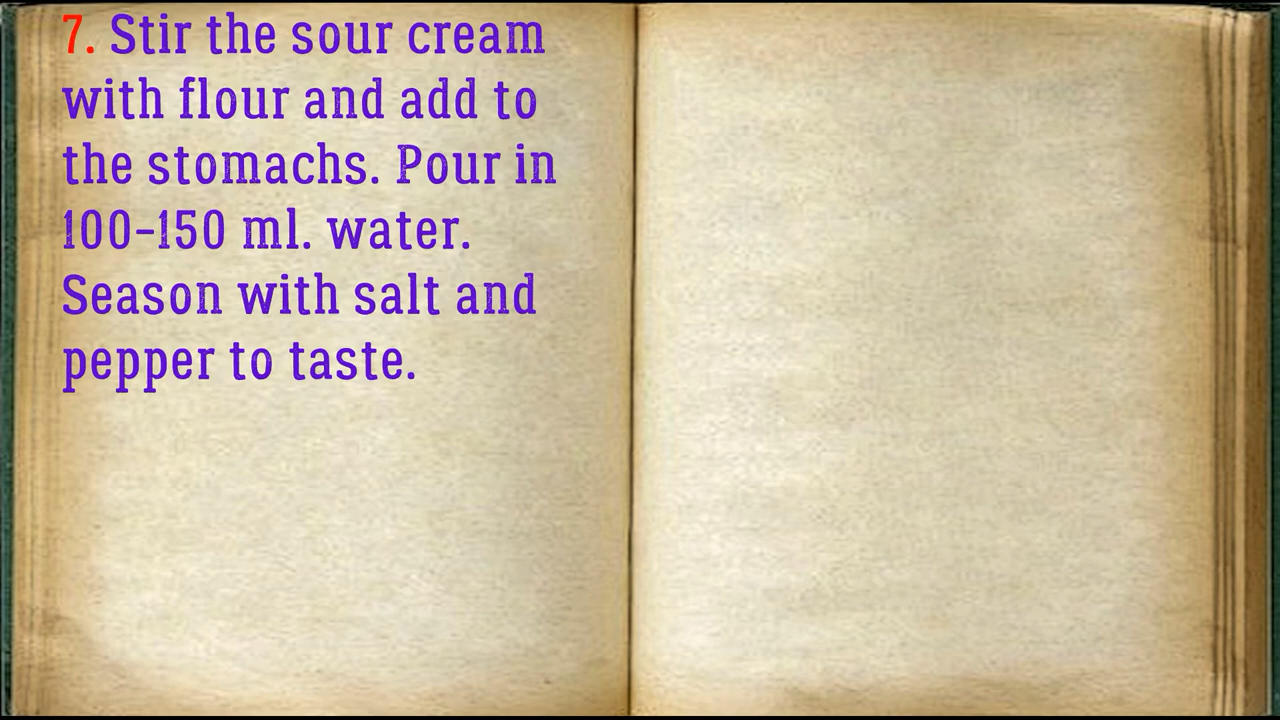 7. Stir the sour cream
with flour and add to
the stomachs. Pour in
100-150 ml. water.
Season with salt and
pepper to taste.